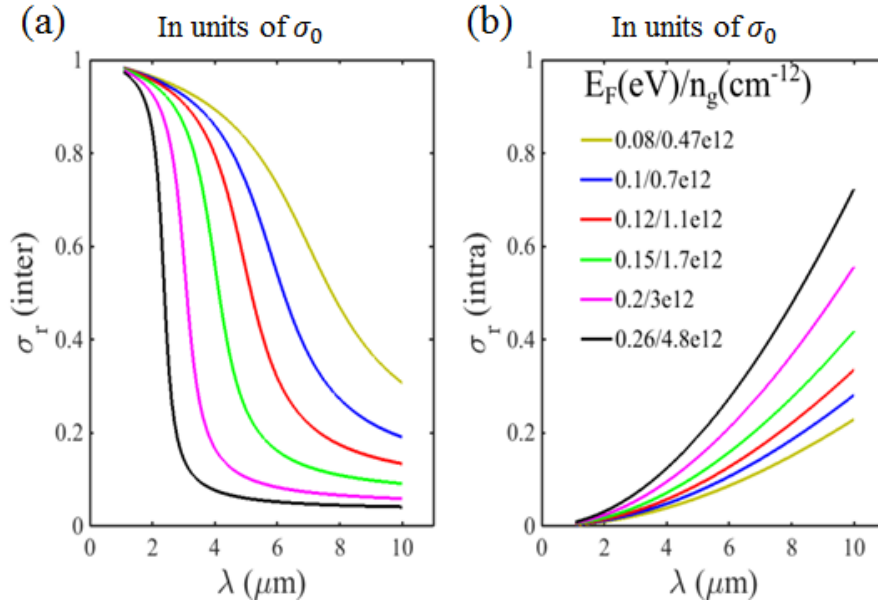 (a) In units of σ₀
σᵣ (inter)
1
0.8
0.6
0.4
0.2
0
0 2 4 6 8 10
λ (μm)
(b) In units of σ₀
E_F(eV)/n_g(cm⁻¹²)
0.08/0.47e12
0.1/0.7e12
0.12/1.1e12
0.15/1.7e12
0.2/3e12
0.26/4.8e12
σᵣ (intra)
1
0.8
0.6
0.4
0.2
0
0 2 4 6 8 10
λ (μm)